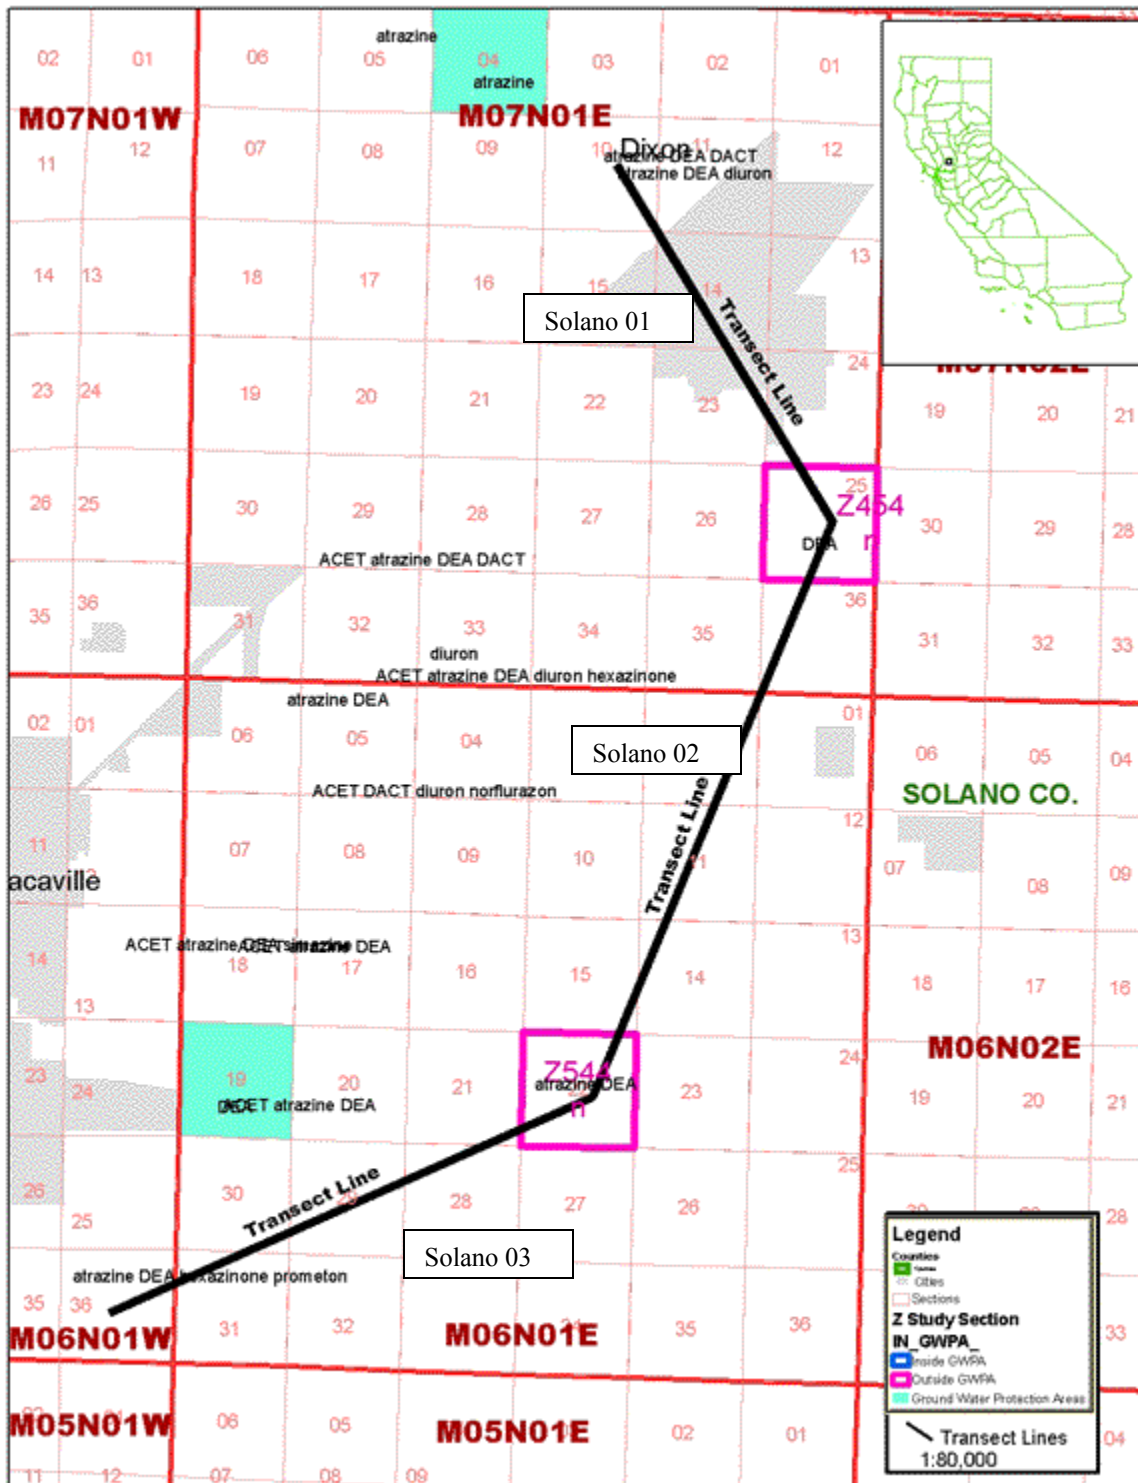 02 01 06 05 atrazine 04 atrazine 03 02 01
M07N01W M07N01E
11 12 07 08 09 10 Dixon 11 12
atrazine DEA DACT
atrazine DEA diuron
14 13 18 17 16 15 14 13
Solano 01
Transect Line
M07N02E
23 24 19 20 21 22 23 24 19 20 21
26 25 30 29 28 27 26 25 30 29 28
Z454
DEA n
ACET atrazine DEA DACT
35 36 31 32 33 34 35 36 31 32 33
diuron
ACET atrazine DEA diuron hexazinone
atrazine DEA
02 01 06 05 04 01 06 05 04
Solano 02
ACET DACT diuron norflurazon
SOLANO CO.
Transect Line
11 07 08 09 10 11 12 07 08 09
acaville
ACET atrazine DEA simazine
ACET atrazine DEA
14 13 18 17 16 15 14 13 18 17 16
M06N02E
23 24 19 20 21 Z544 23 24 19 20 21
atrazine DEA
n
DEA
ACET atrazine DEA
26 25 30 29 28 27 26 25 28
Transect Line
Solano 03
atrazine DEA hexazinone prometon
35 36 31 32 35 36 33
M06N01W M06N01E
M05N01W M05N01E
06 05 02 01 04
11 12 07 08 09
Legend
Counties
Cities
Sections
Z Study Section
IN_GWPA_
Inside GWPA
Outside GWPA
Ground Water Protection Areas
Transect Lines
1:80,000